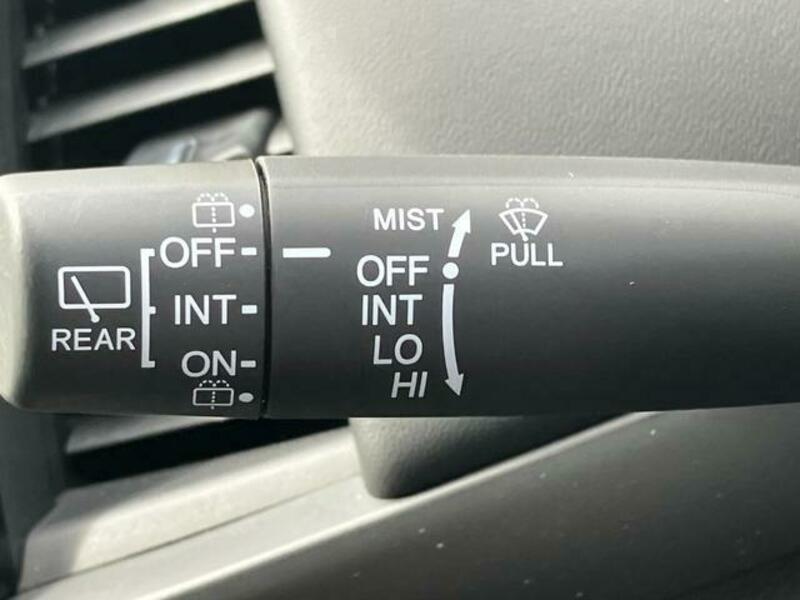 REAR
OFF
INT
ON
MIST
OFF
INT
LO
HI
PULL